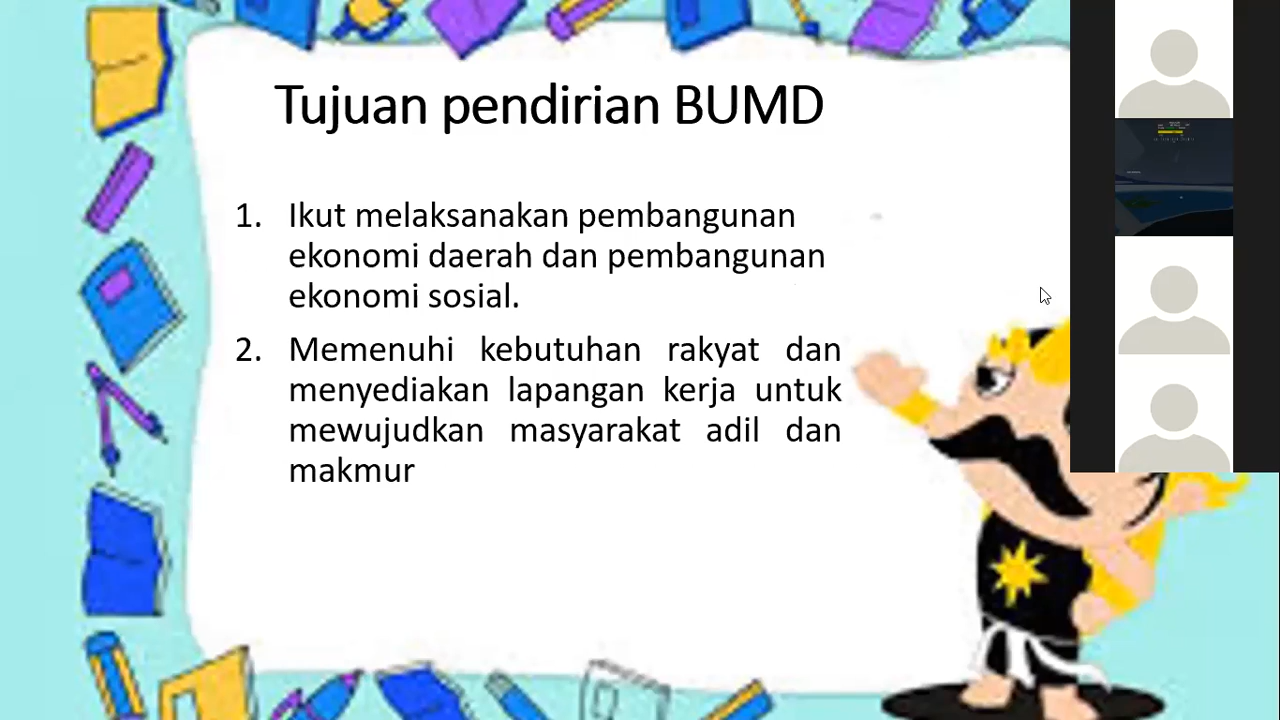 Tujuan pendirian BUMD
1. Ikut melaksanakan pembangunan
ekonomi daerah dan pembangunan
ekonomi sosial.
2. Memenuhi kebutuhan rakyat dan
menyediakan lapangan kerja untuk
mewujudkan masyarakat adil dan
makmur